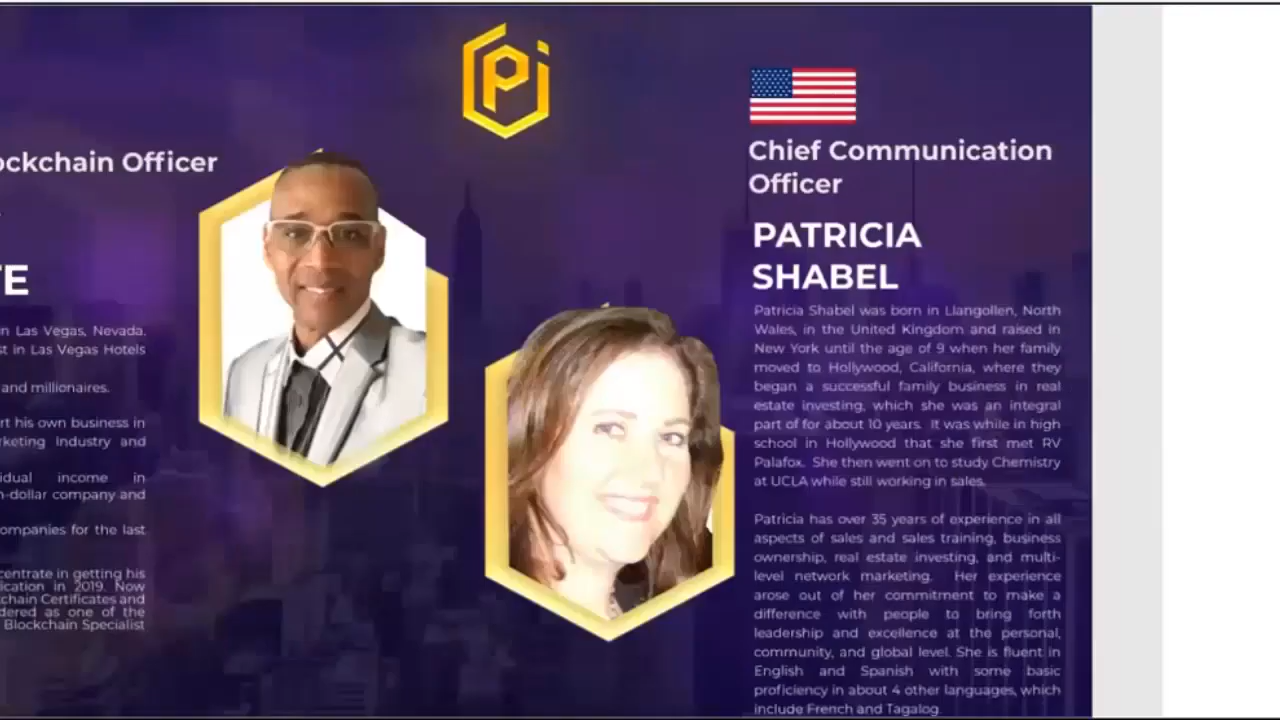 Pi
ockchain Officer
TE
in Las Vegas, Nevada.
st in Las Vegas Hotels
and millionaires.
rt his own business in
rketing Industry and
idual income in
n-dollar company and
ompanies for the last
centrate in getting his
ication in 2019. Now
chain Certificates and
dered as one of the
Blockchain Specialist
Chief Communication
Officer
PATRICIA
SHABEL
Patricia Shabel was born in Llangollen, North
Wales, in the United Kingdom and raised in
New York until the age of 9 when her family
moved to Hollywood, California, where they
began a successful family business in real
estate investing, which she was an integral
part of for about 10 years. It was while in high
school in Hollywood that she first met RV
Palafox. She then went on to study Chemistry
at UCLA while still working in sales.
Patricia has over 35 years of experience in all
aspects of sales and sales training, business
ownership, real estate investing, and multi-
level network marketing. Her experience
arose out of her commitment to make a
difference with people to bring forth
leadership and excellence at the personal,
community, and global level. She is fluent in
English and Spanish with some basic
proficiency in about 4 other languages, which
include French and Tagalog.